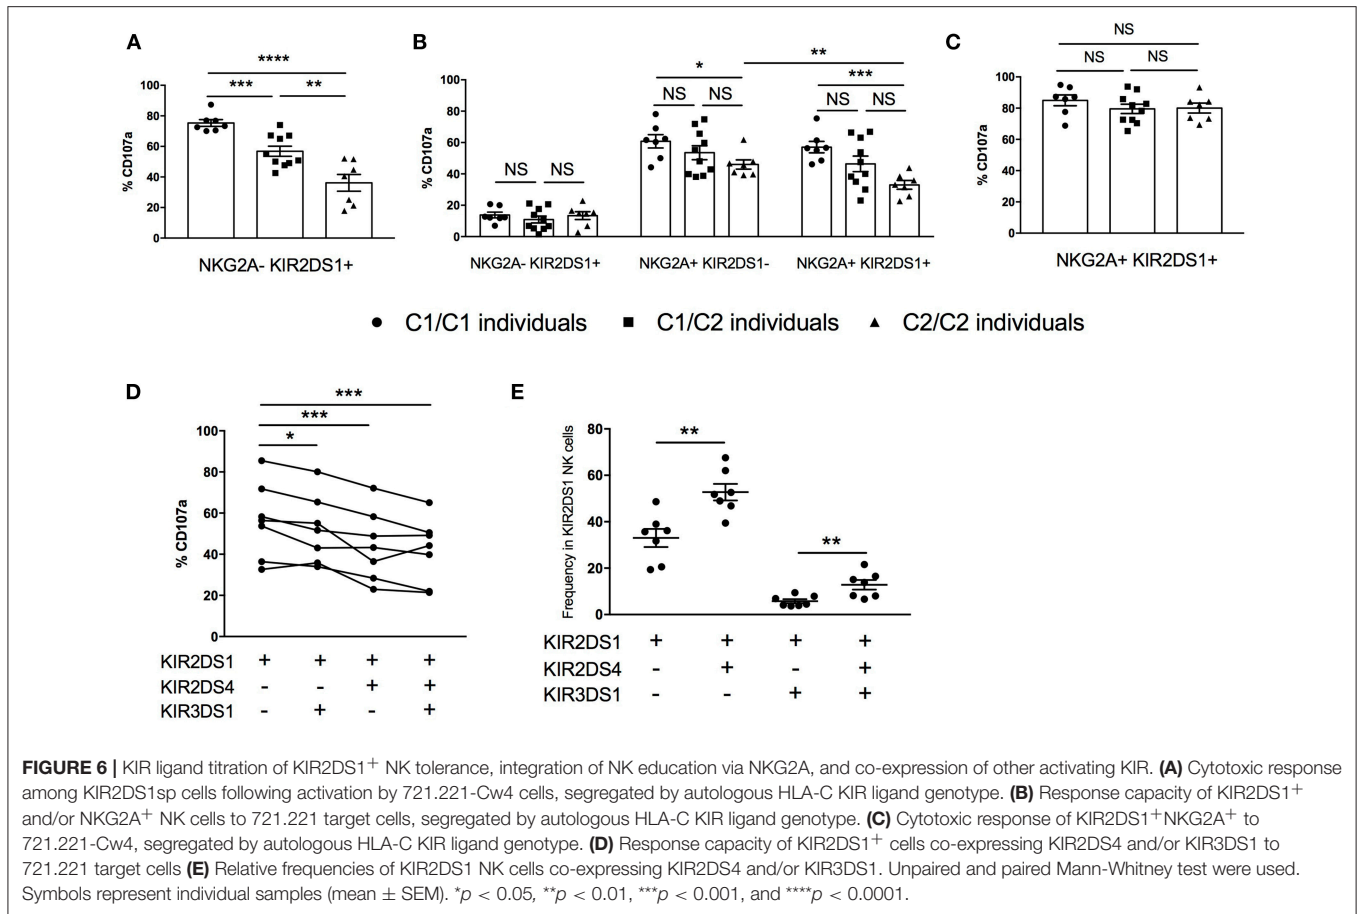 A
B
C
****
***
**
% CD107a
100
80
60
40
20
0
NKG2A- KIR2DS1+
**
*
***
NS
NS
NS
NS
NS
NS
% CD107a
100
80
60
40
20
0
NKG2A- KIR2DS1+
NKG2A+ KIR2DS1-
NKG2A+ KIR2DS1+
NS
NS
NS
% CD107a
100
80
60
40
20
0
NKG2A+ KIR2DS1+
C1/C1 individuals
C1/C2 individuals
C2/C2 individuals
D
E
***
***
*
% CD107a
100
80
60
40
20
0
KIR2DS1 + + + +
KIR2DS4 - - + +
KIR3DS1 - + - +
**
**
Frequency in KIR2DS1 NK cells
80
60
40
20
0
KIR2DS1 + + + +
KIR2DS4 - + - +
KIR3DS1 - - + +
FIGURE 6 | KIR ligand titration of KIR2DS1+ NK tolerance, integration of NK education via NKG2A, and co-expression of other activating KIR. (A) Cytotoxic response
among KIR2DS1sp cells following activation by 721.221-Cw4 cells, segregated by autologous HLA-C KIR ligand genotype. (B) Response capacity of KIR2DS1+
and/or NKG2A+ NK cells to 721.221 target cells, segregated by autologous HLA-C KIR ligand genotype. (C) Cytotoxic response of KIR2DS1+NKG2A+ to
721.221-Cw4, segregated by autologous HLA-C KIR ligand genotype. (D) Response capacity of KIR2DS1+ cells co-expressing KIR2DS4 and/or KIR3DS1 to
721.221 target cells (E) Relative frequencies of KIR2DS1 NK cells co-expressing KIR2DS4 and/or KIR3DS1. Unpaired and paired Mann-Whitney test were used.
Symbols represent individual samples (mean ± SEM). *p < 0.05, **p < 0.01, ***p < 0.001, and ****p < 0.0001.